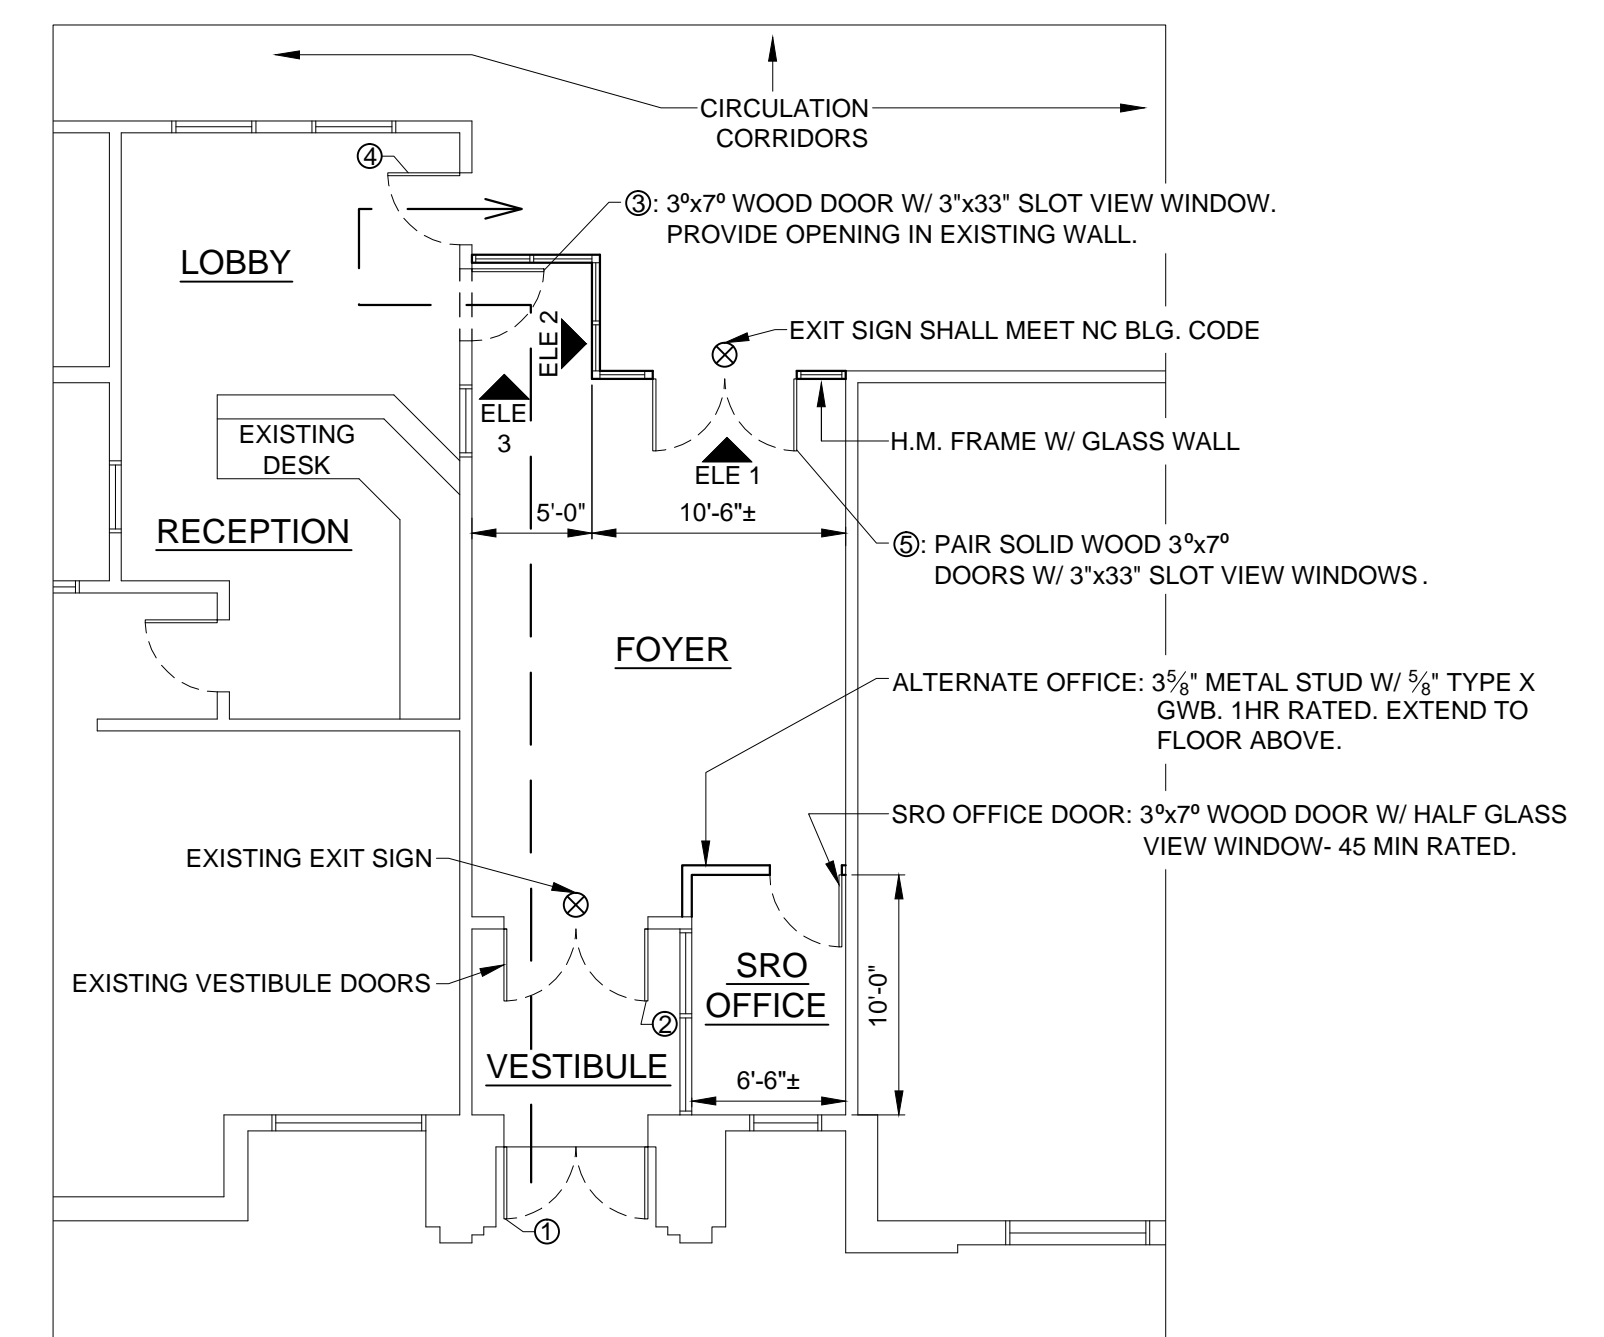 CIRCULATION
CORRIDORS
④
③: 3⁰x7⁰ WOOD DOOR W/ 3"x33" SLOT VIEW WINDOW.
PROVIDE OPENING IN EXISTING WALL.
LOBBY
ELE 2
EXIT SIGN SHALL MEET NC BLG. CODE
ELE
3
EXISTING
DESK
H.M. FRAME W/ GLASS WALL
ELE 1
5'-0"
10'-6"±
RECEPTION
⑤: PAIR SOLID WOOD 3⁰x7⁰
DOORS W/ 3"x33" SLOT VIEW WINDOWS.
FOYER
ALTERNATE OFFICE: 3⅝" METAL STUD W/ ⅝" TYPE X
GWB. 1HR RATED. EXTEND TO
FLOOR ABOVE.
SRO OFFICE DOOR: 3⁰x7⁰ WOOD DOOR W/ HALF GLASS
VIEW WINDOW- 45 MIN RATED.
EXISTING EXIT SIGN
EXISTING VESTIBULE DOORS
SRO
OFFICE
10'-0"
②
VESTIBULE
6'-6"±
①